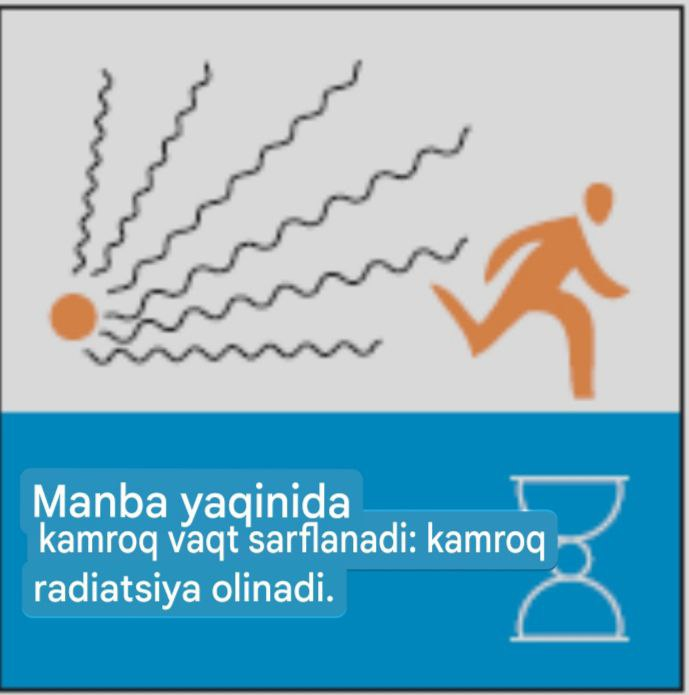 Manba yaqinida
kamroq vaqt sarflanadi: kamroq
radiatsiya olinadi.